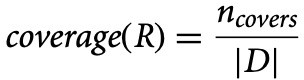 coverage(R) = n_covers / |D|